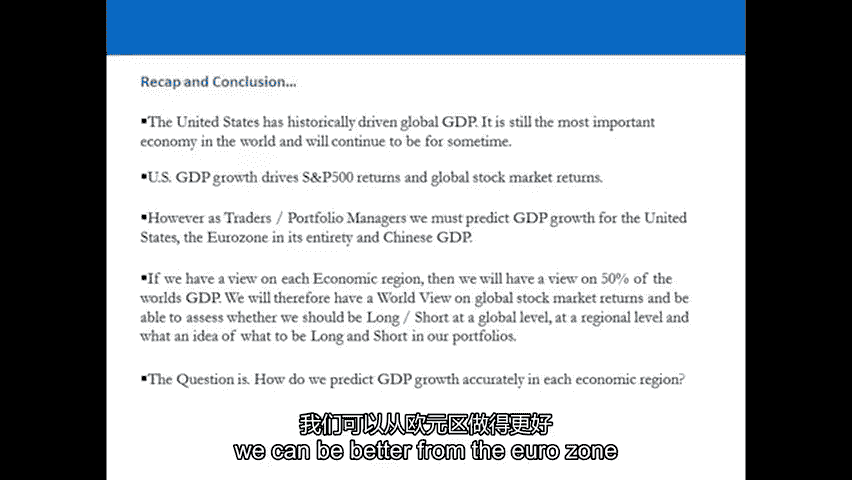 Recap and Conclusion...
▪The United States has historically driven global GDP. It is still the most important
economy in the world and will continue to be for sometime.
▪U.S. GDP growth drives S&P500 returns and global stock market returns.
▪However as Traders / Portfolio Managers we must predict GDP growth for the United
States, the Eurozone in its entirety and Chinese GDP.
▪If we have a view on each Economic region, then we will have a view on 50% of the
worlds GDP. We will therefore have a World View on global stock market returns and be
able to assess whether we should be Long / Short at a global level, at a regional level and
what an idea of what to be Long and Short in our portfolios.
▪The Question is. How do we predict GDP growth accurately in each economic region?
我们可以从欧元区做得更好
we can be better from the euro zone